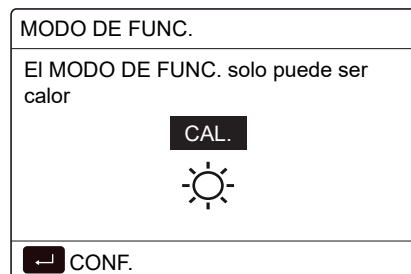 MODO DE FUNC.
El MODO DE FUNC. solo puede ser
calor
CAL.
CONF.